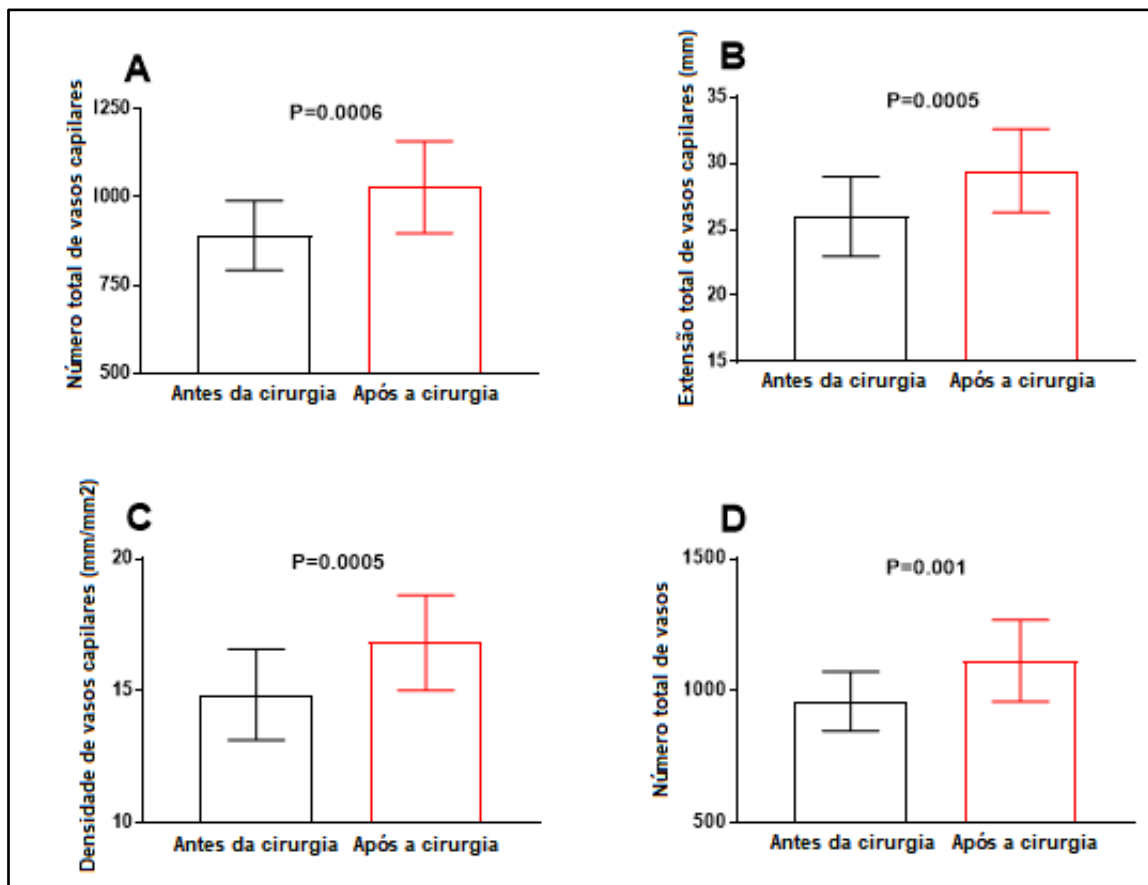 A
Número total de vasos capilares
P=0.0006
1250
1000
750
500
Antes da cirurgia
Após a cirurgia
B
Extensão total de vasos capilares (mm)
P=0.0005
35
30
25
20
15
Antes da cirurgia
Após a cirurgia
C
Densidade de vasos capilares (mm/mm2)
P=0.0005
20
15
10
Antes da cirurgia
Após a cirurgia
D
Número total de vasos
P=0.001
1500
1000
500
Antes da cirurgia
Após a cirurgia